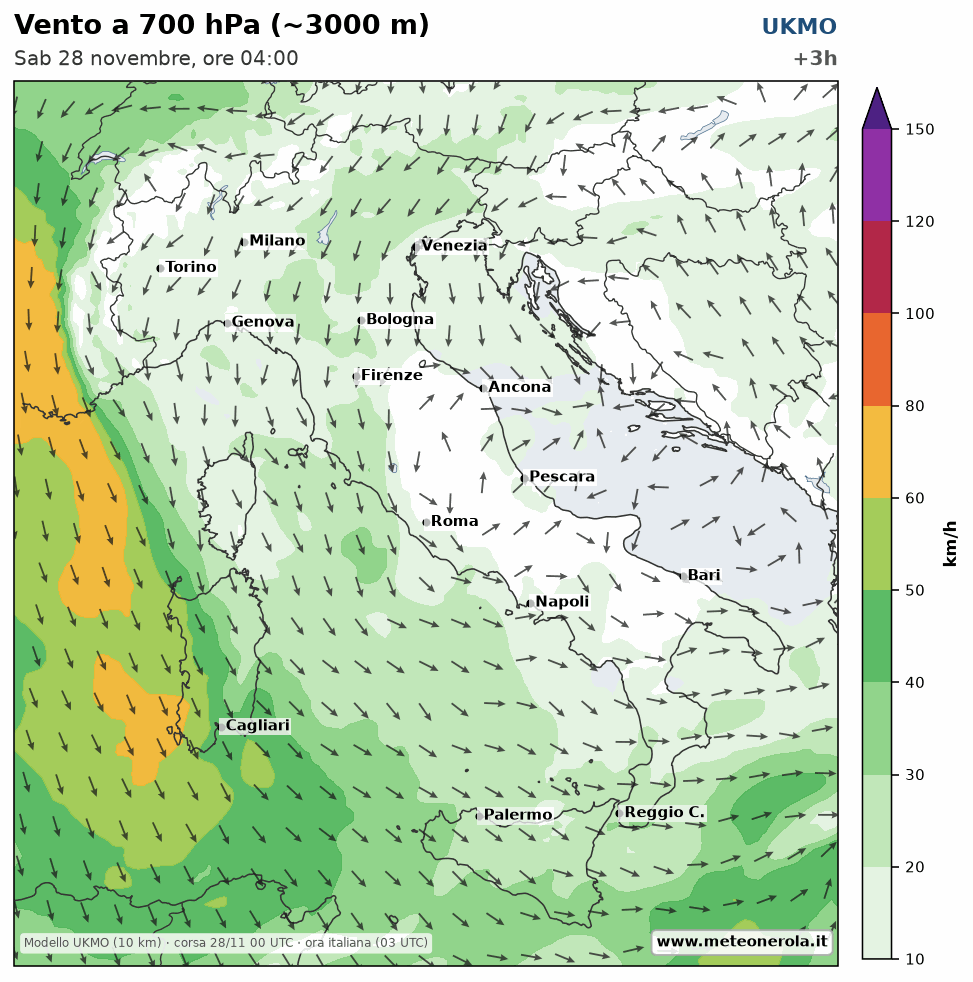 Vento a 700 hPa (~3000 m)
UKMO
Sab 28 novembre, ore 04:00
+3h
150
120
100
80
60
50
40
30
20
10
km/h
Milano
Venezia
Torino
Genova
Bologna
Firenze
Ancona
Pescara
Roma
Bari
Napoli
Cagliari
Palermo
Reggio C.
Modello UKMO (10 km) · corsa 28/11 00 UTC · ora italiana (03 UTC)
www.meteonerola.it